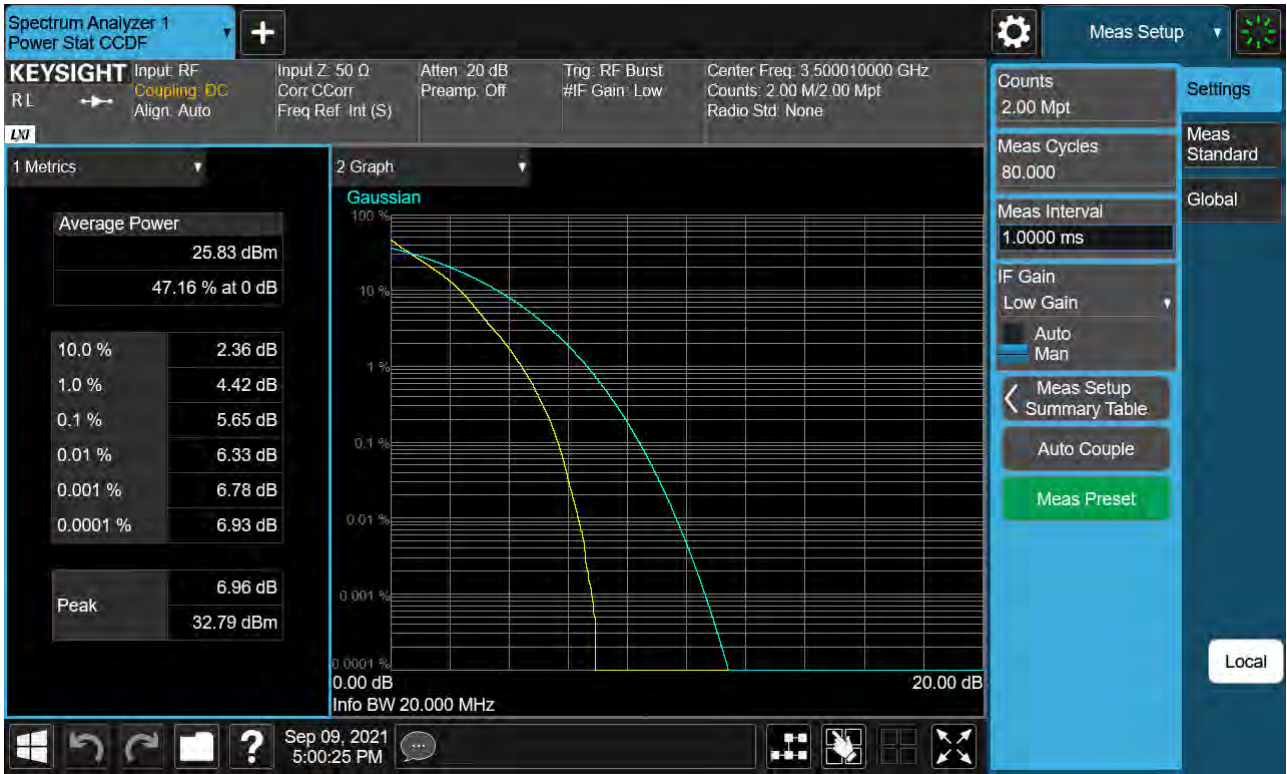 Spectrum Analyzer 1
Power Stat CCDF
+
Meas Setup
KEYSIGHT
RL
LXI
Input: RF
Coupling: DC
Align: Auto
Input Z: 50 Ω
Corr CCorr
Freq Ref: Int (S)
Atten: 20 dB
Preamp: Off
Trig: RF Burst
#IF Gain: Low
Center Freq: 3.500010000 GHz
Counts: 2.00 M/2.00 Mpt
Radio Std: None
1 Metrics
Average Power
25.83 dBm
47.16 % at 0 dB
10.0 % 2.36 dB
1.0 % 4.42 dB
0.1 % 5.65 dB
0.01 % 6.33 dB
0.001 % 6.78 dB
0.0001 % 6.93 dB
Peak
6.96 dB
32.79 dBm
2 Graph
Gaussian
100 %
10 %
1 %
0.1 %
0.01 %
0.001 %
0.0001 %
0.00 dB 20.00 dB
Info BW 20.000 MHz
Counts
2.00 Mpt
Meas Cycles
80.000
Meas Interval
1.0000 ms
IF Gain
Low Gain
Auto
Man
Meas Setup
Summary Table
Auto Couple
Meas Preset
Settings
Meas
Standard
Global
Local
?
Sep 09, 2021
5:00:25 PM